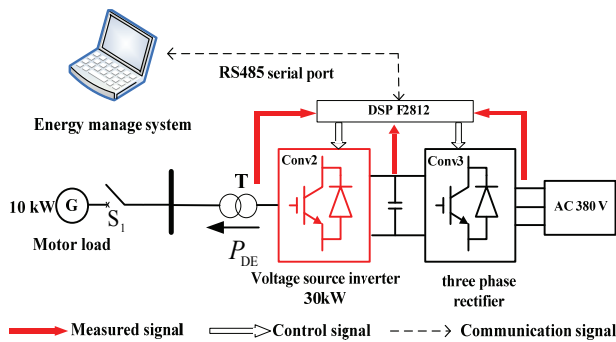 RS485 serial port
DSP F2812
Energy manage system
Conv2
Conv3
T
10 kW
G
S1
AC 380 V
Motor load
PDE
Voltage source inverter
30kW
three phase
rectifier
Measured signal
Control signal
Communication signal